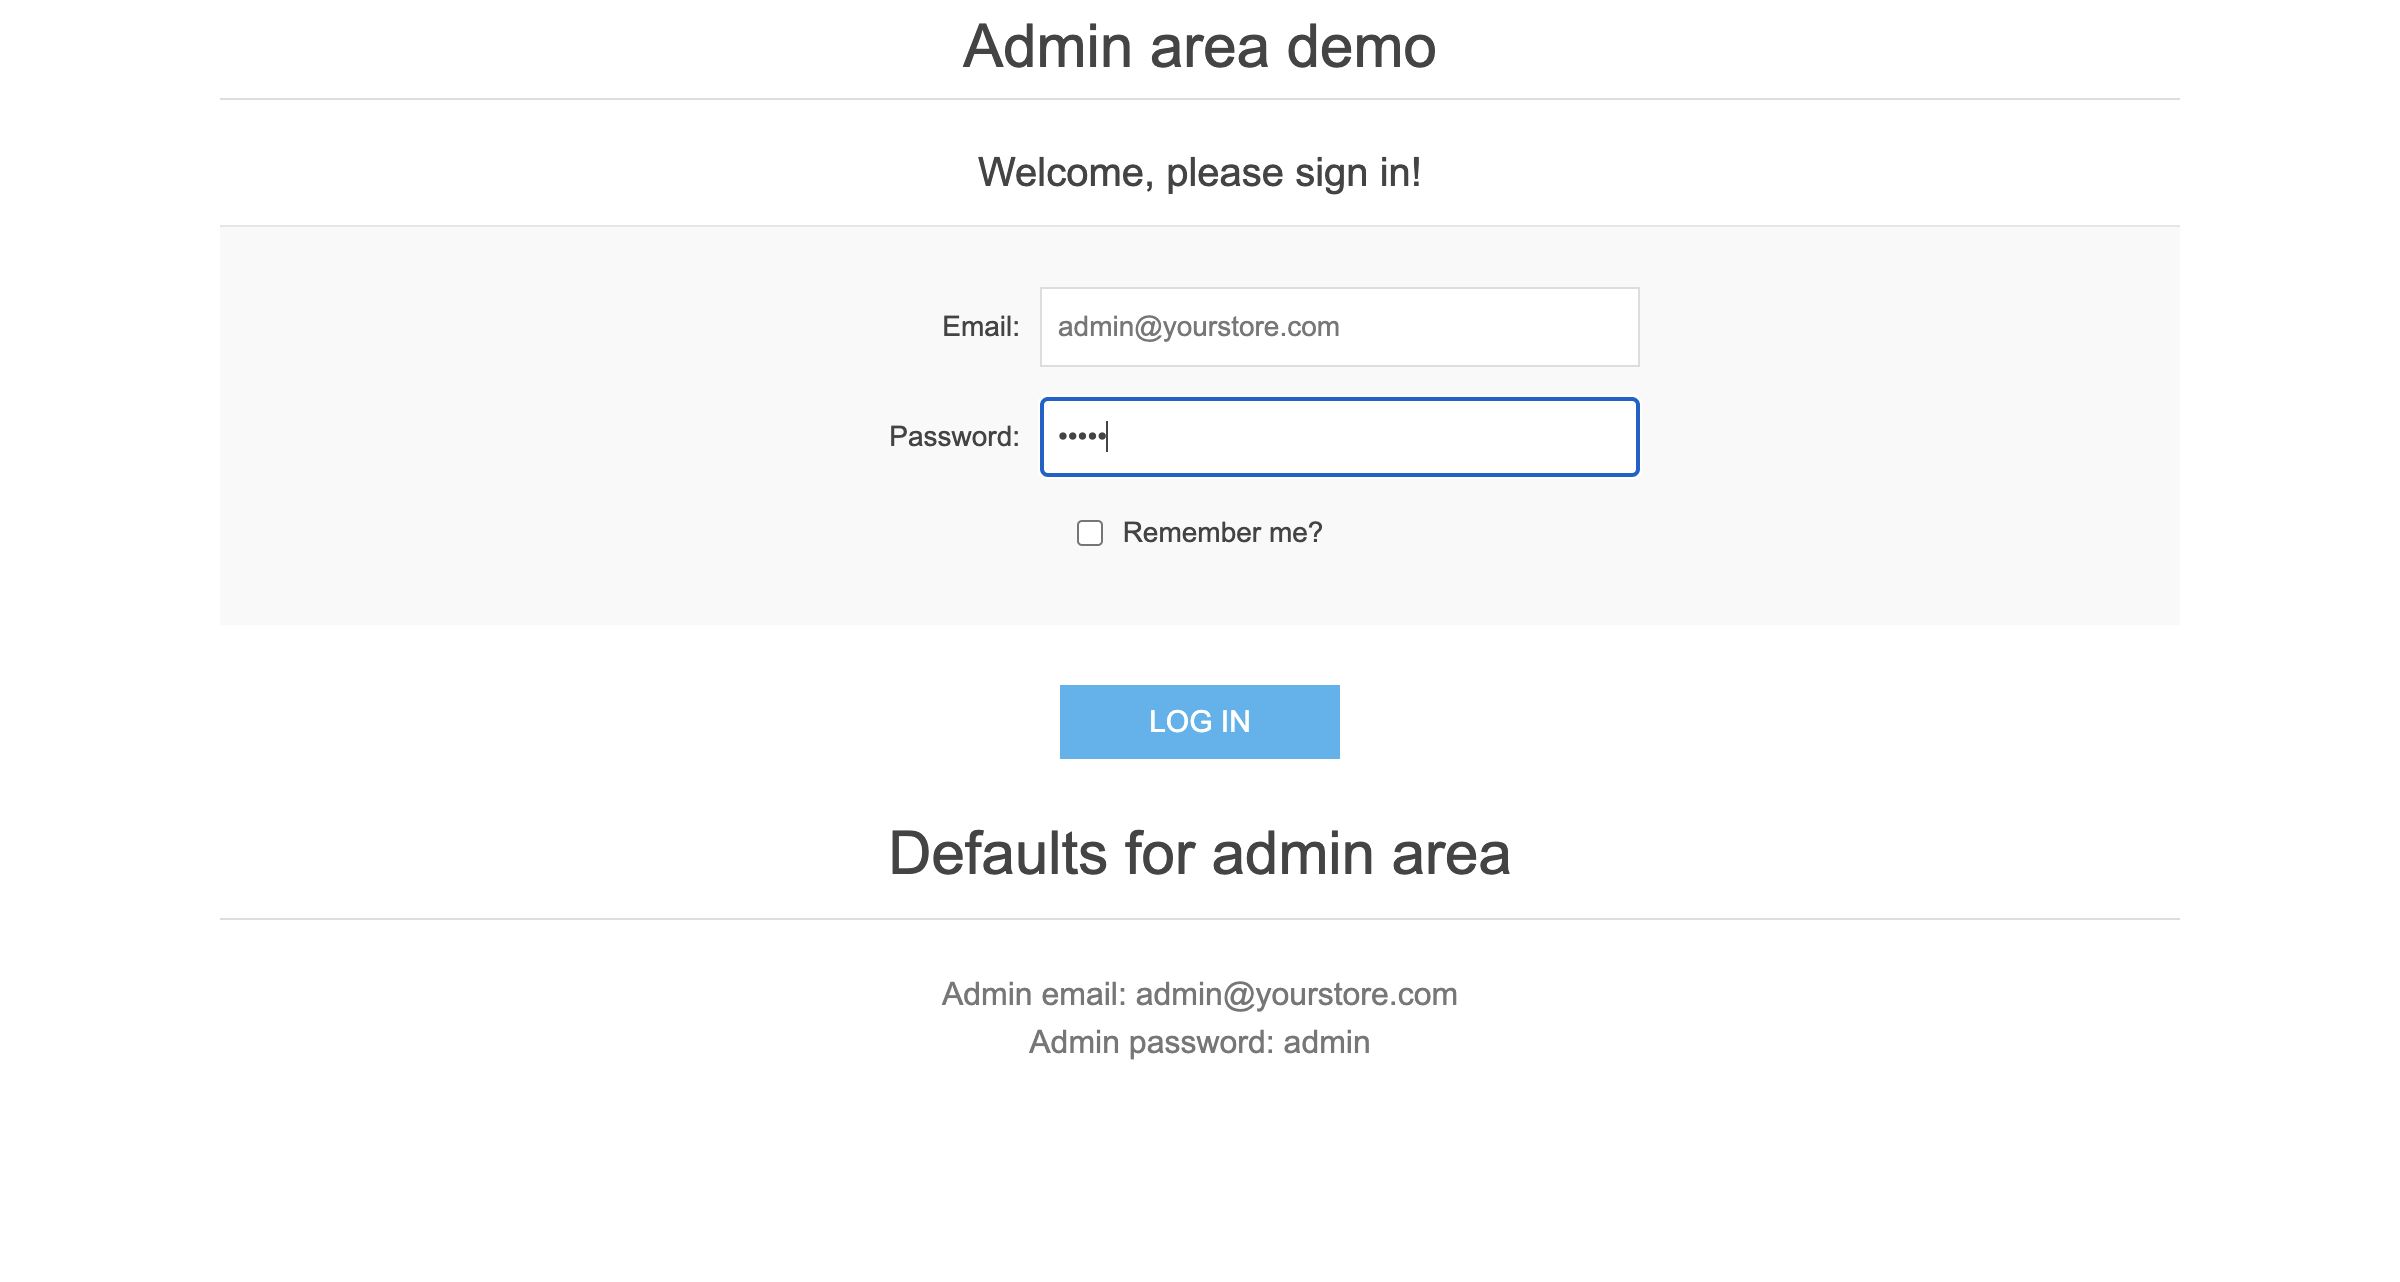 Admin area demo
Welcome, please sign in!
Email: admin@yourstore.com
Password: •••••
Remember me?
LOG IN
Defaults for admin area
Admin email: admin@yourstore.com
Admin password: admin